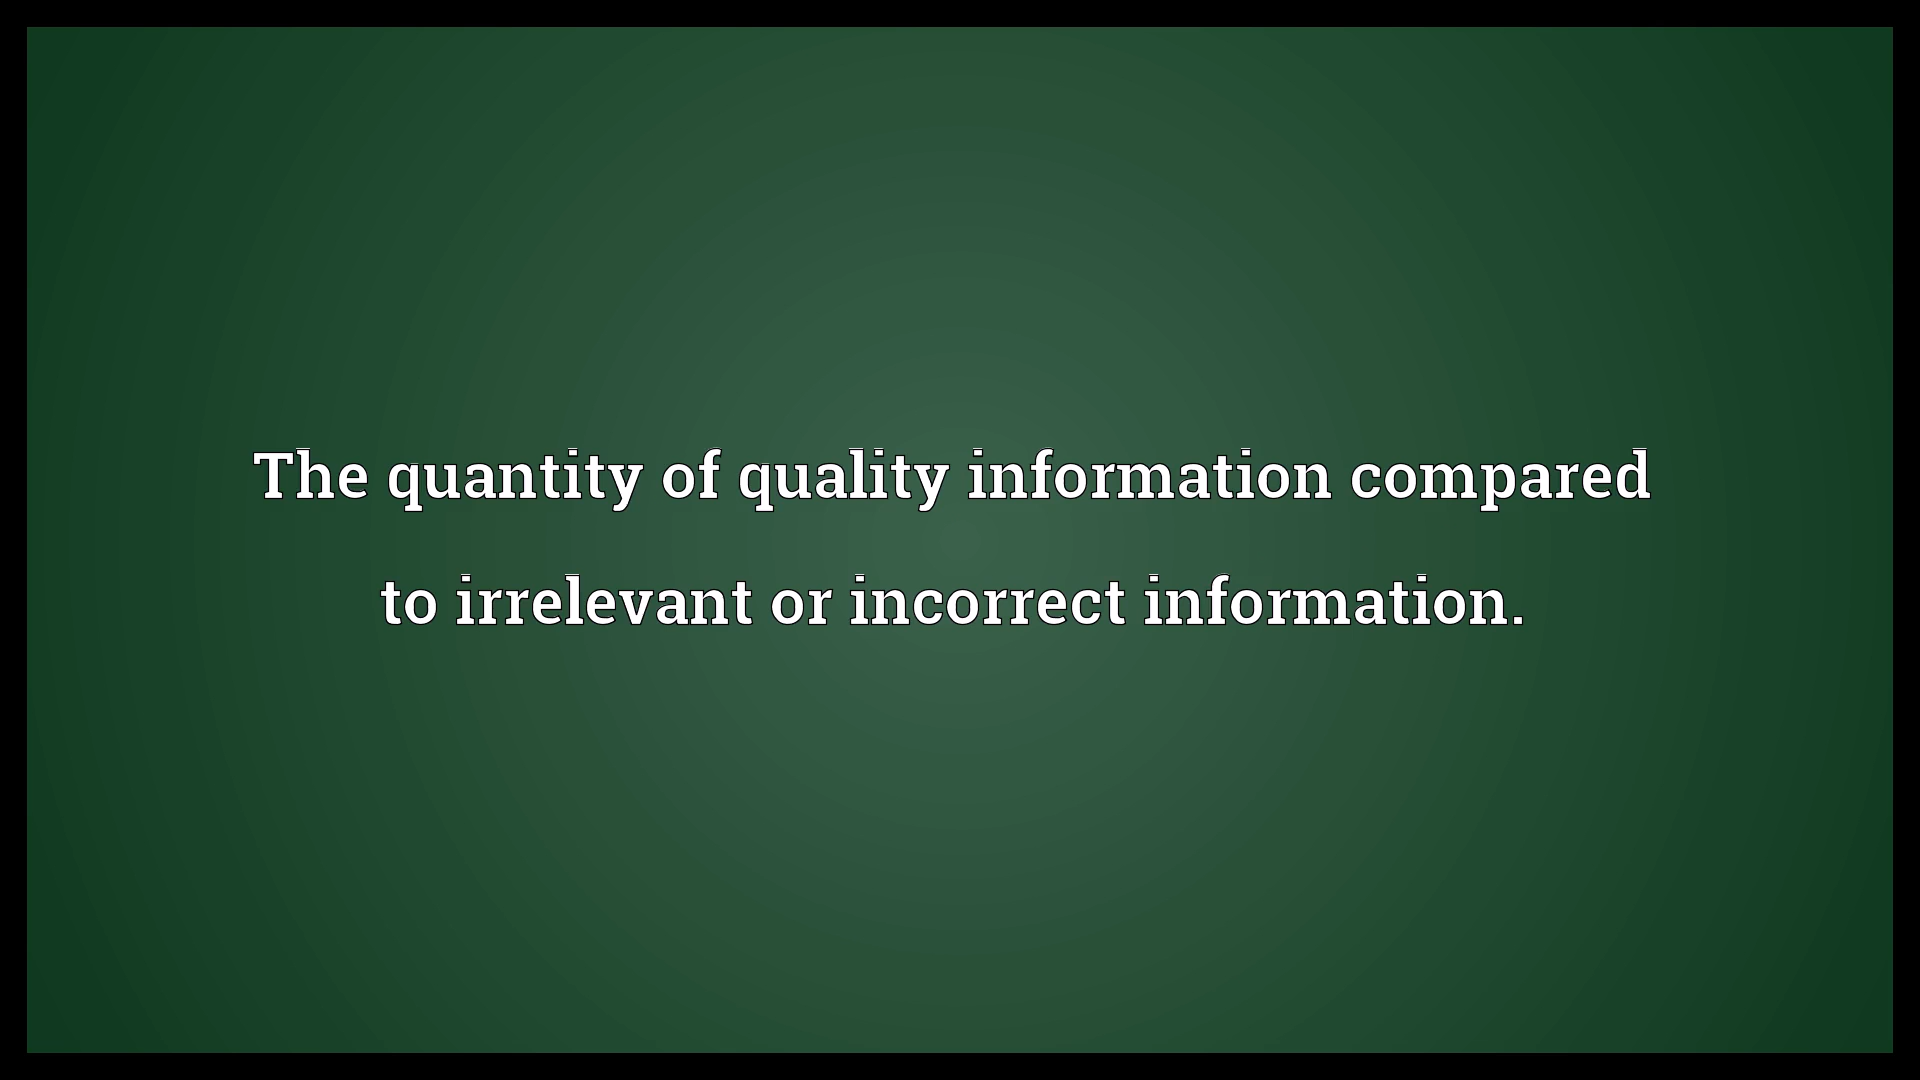 The quantity of quality information compared
to irrelevant or incorrect information.